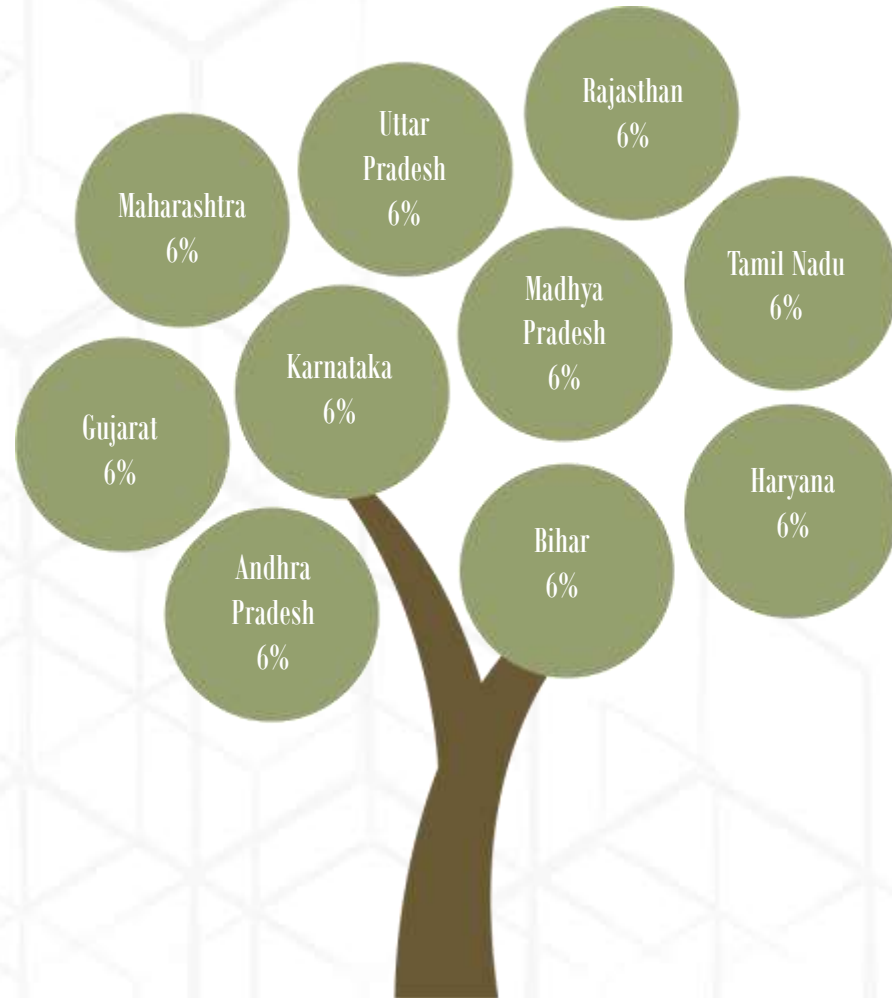 Rajasthan
6%
Uttar
Pradesh
6%
Maharashtra
6%
Tamil Nadu
6%
Madhya
Pradesh
6%
Karnataka
6%
Gujarat
6%
Haryana
6%
Bihar
6%
Andhra
Pradesh
6%